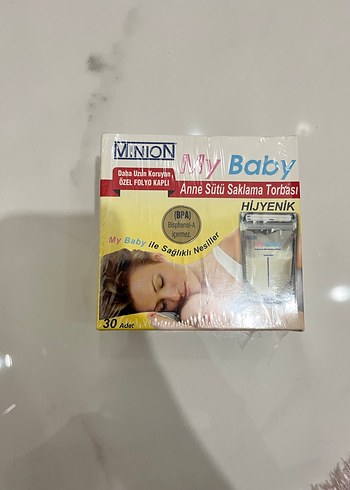 MiNiON
My Baby
Daha Uzun Koruyan
ÖZEL FOLYO KAPLI
Anne Sütü Saklama Torbası
HİJYENİK
(BPA)
Bisphenol-A
içermez.
My Baby ile Sağlıklı Nesiller
30 Adet